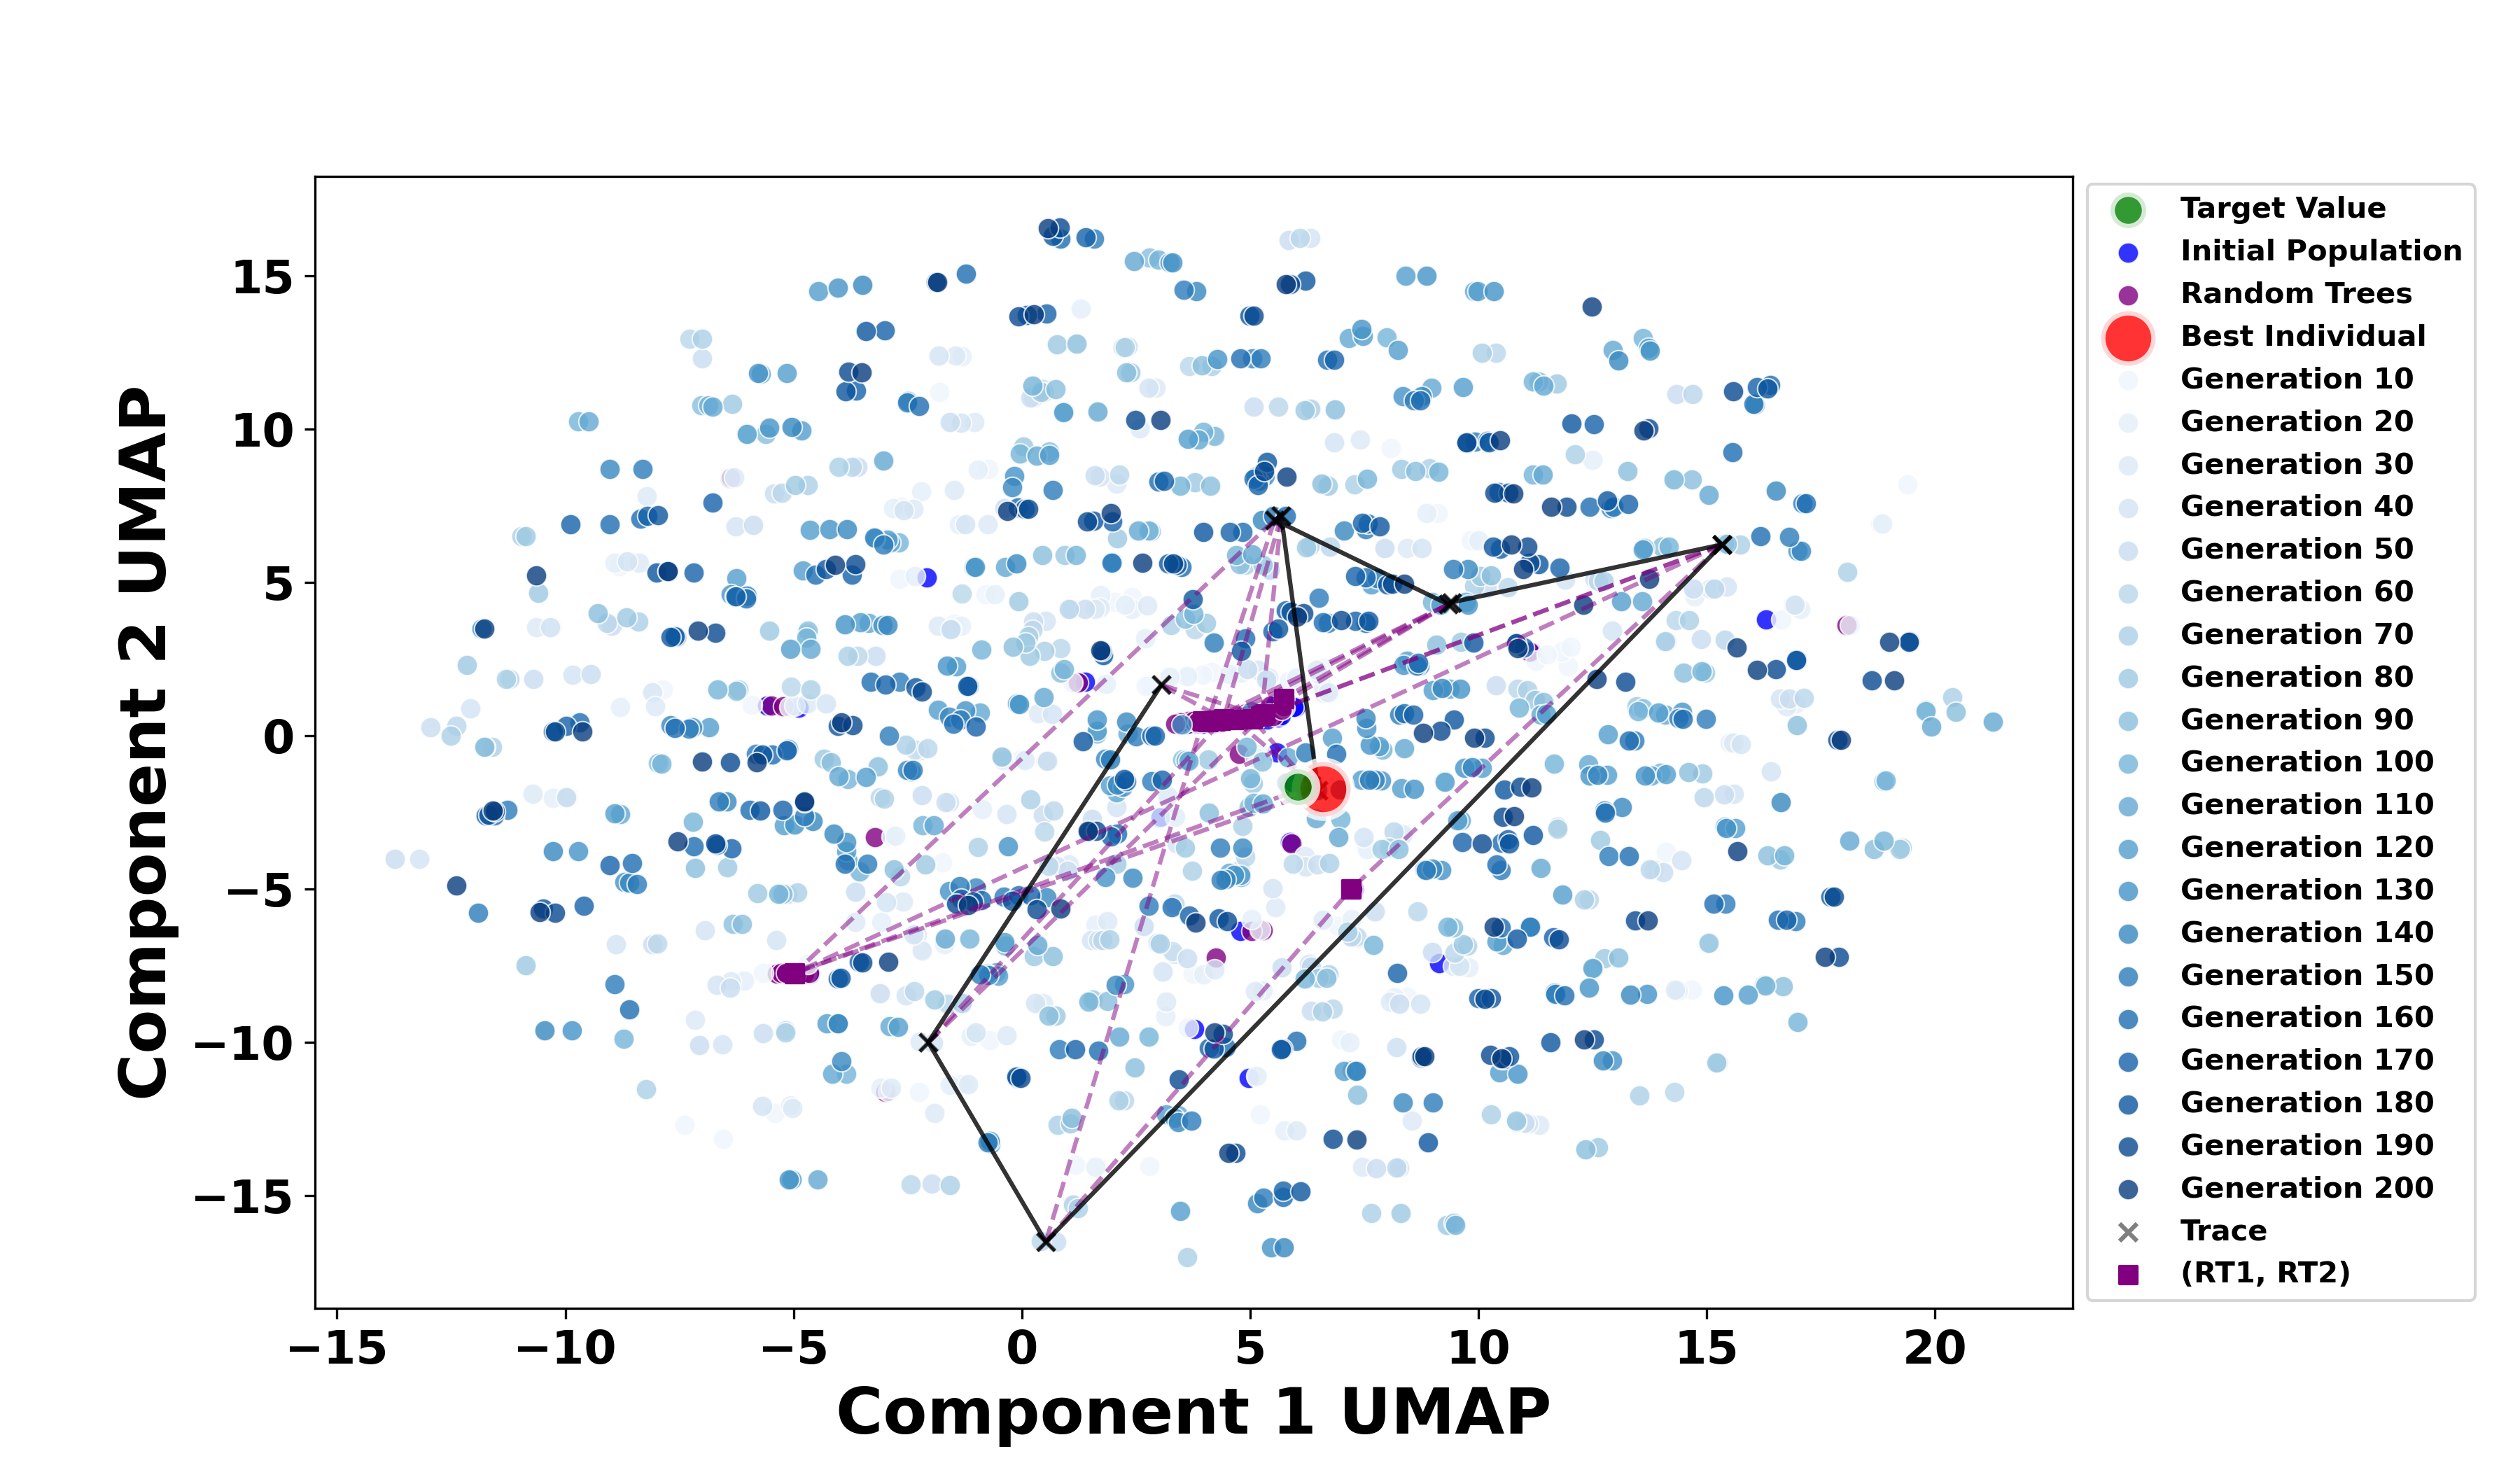 Component 2 UMAP
15
10
5
0
−5
−10
−15
−15
−10
−5
0
5
10
15
20
Component 1 UMAP
Target Value
Initial Population
Random Trees
Best Individual
Generation 10
Generation 20
Generation 30
Generation 40
Generation 50
Generation 60
Generation 70
Generation 80
Generation 90
Generation 100
Generation 110
Generation 120
Generation 130
Generation 140
Generation 150
Generation 160
Generation 170
Generation 180
Generation 190
Generation 200
Trace
(RT1, RT2)